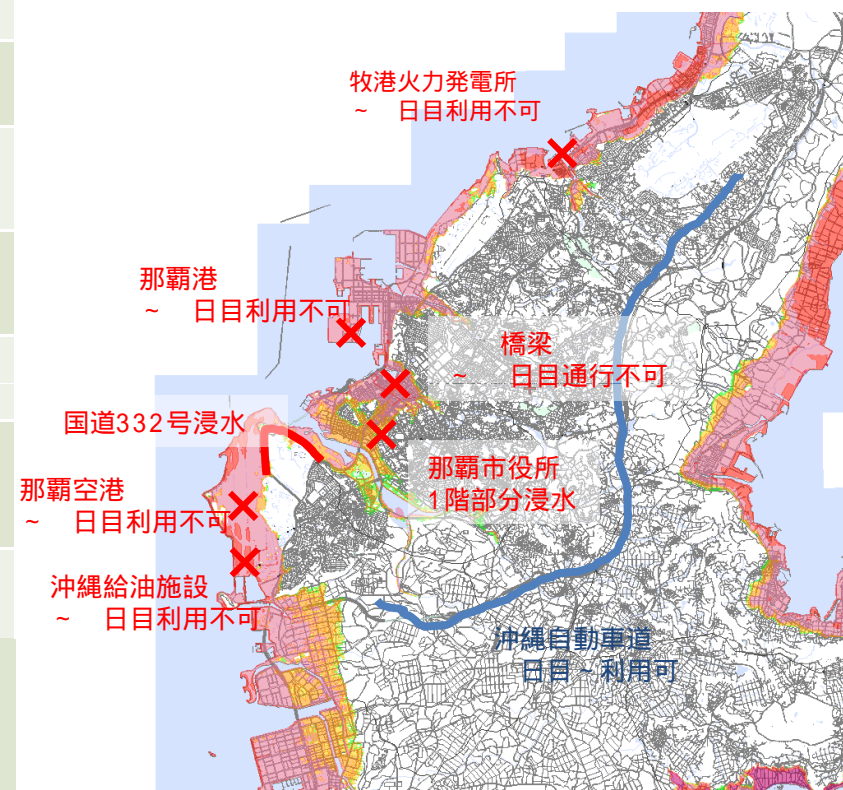 牧港火力発電所
~ 日目利用不可
那覇港
~ 日目利用不可
橋梁
~ 日目通行不可
国道332号浸水
那覇市役所
1階部分浸水
那覇空港
~ 日目利用不可
沖縄給油施設
~ 日目利用不可
沖縄自動車道
日目~利用可